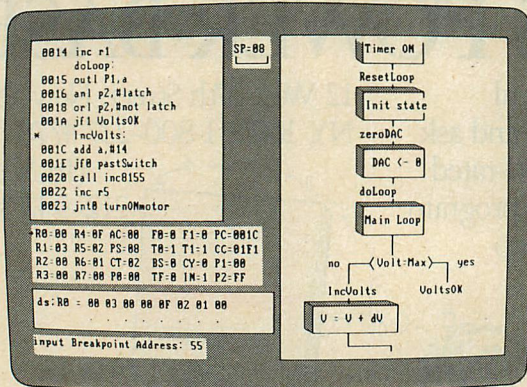 0014 inc r1
doLoop:
0015 outl P1,a
0016 anl p2,#latch
0018 orl p2,#not latch
001A jf1 VoltsOK
* IncVolts:
001C add a,#14
001E jf0 pastSwitch
0020 call inc8155
0022 inc r5
0023 jnt0 turnONmotor
SP=08
*R0=00 R4=0F AC=00 F0=0 F1=0 PC=001C
R1=03 R5=02 PS=08 T0=1 T1=1 CC=01F1
R2=00 R6=01 CT=02 BS=0 CY=0 P1=00
R3=00 R7=00 P0=00 TF=0 IN=1 P2=FF
ds:R0 = 00 03 00 00 0F 02 01 00
. . . . . . . .
input Breakpoint Address: 55
Timer ON
ResetLoop
Init state
zeroDAC
DAC <- 0
doLoop
Main Loop
no <Volt=Max> yes
IncVolts VoltsOK
V = V + dV